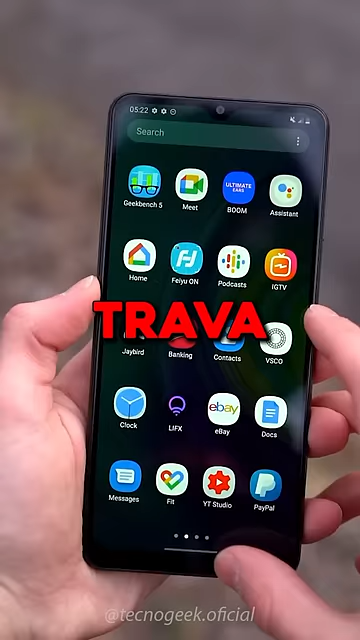 05:22
Search
Geekbench 5
Meet
BOOM
Assistant
ULTIMATE
EARS
Home
Feiyu ON
Podcasts
IGTV
TRAVA
Jaybird
Banking
Contacts
VSCO
Clock
LIFX
eBay
Docs
ebay
Messages
Fit
YT Studio
PayPal
@tecnogeek.oficial